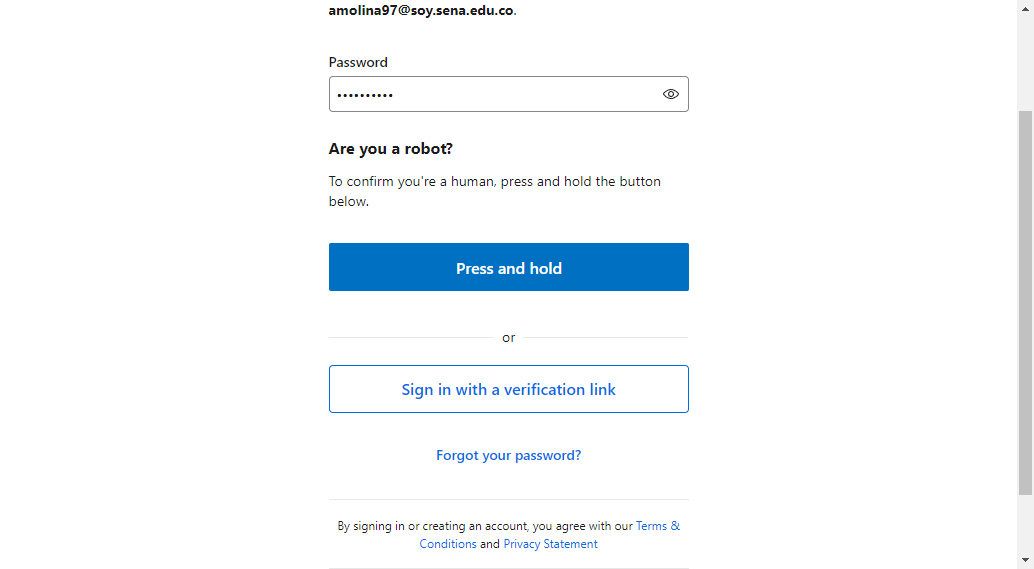 amolina97@soy.sena.edu.co.
Password
••••••••••
Are you a robot?
To confirm you're a human, press and hold the button
below.
Press and hold
or
Sign in with a verification link
Forgot your password?
By signing in or creating an account, you agree with our Terms &
Conditions and Privacy Statement